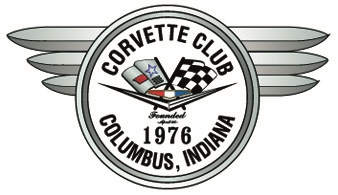 CORVETTE CLUB
Founded
1976
COLUMBUS, INDIANA